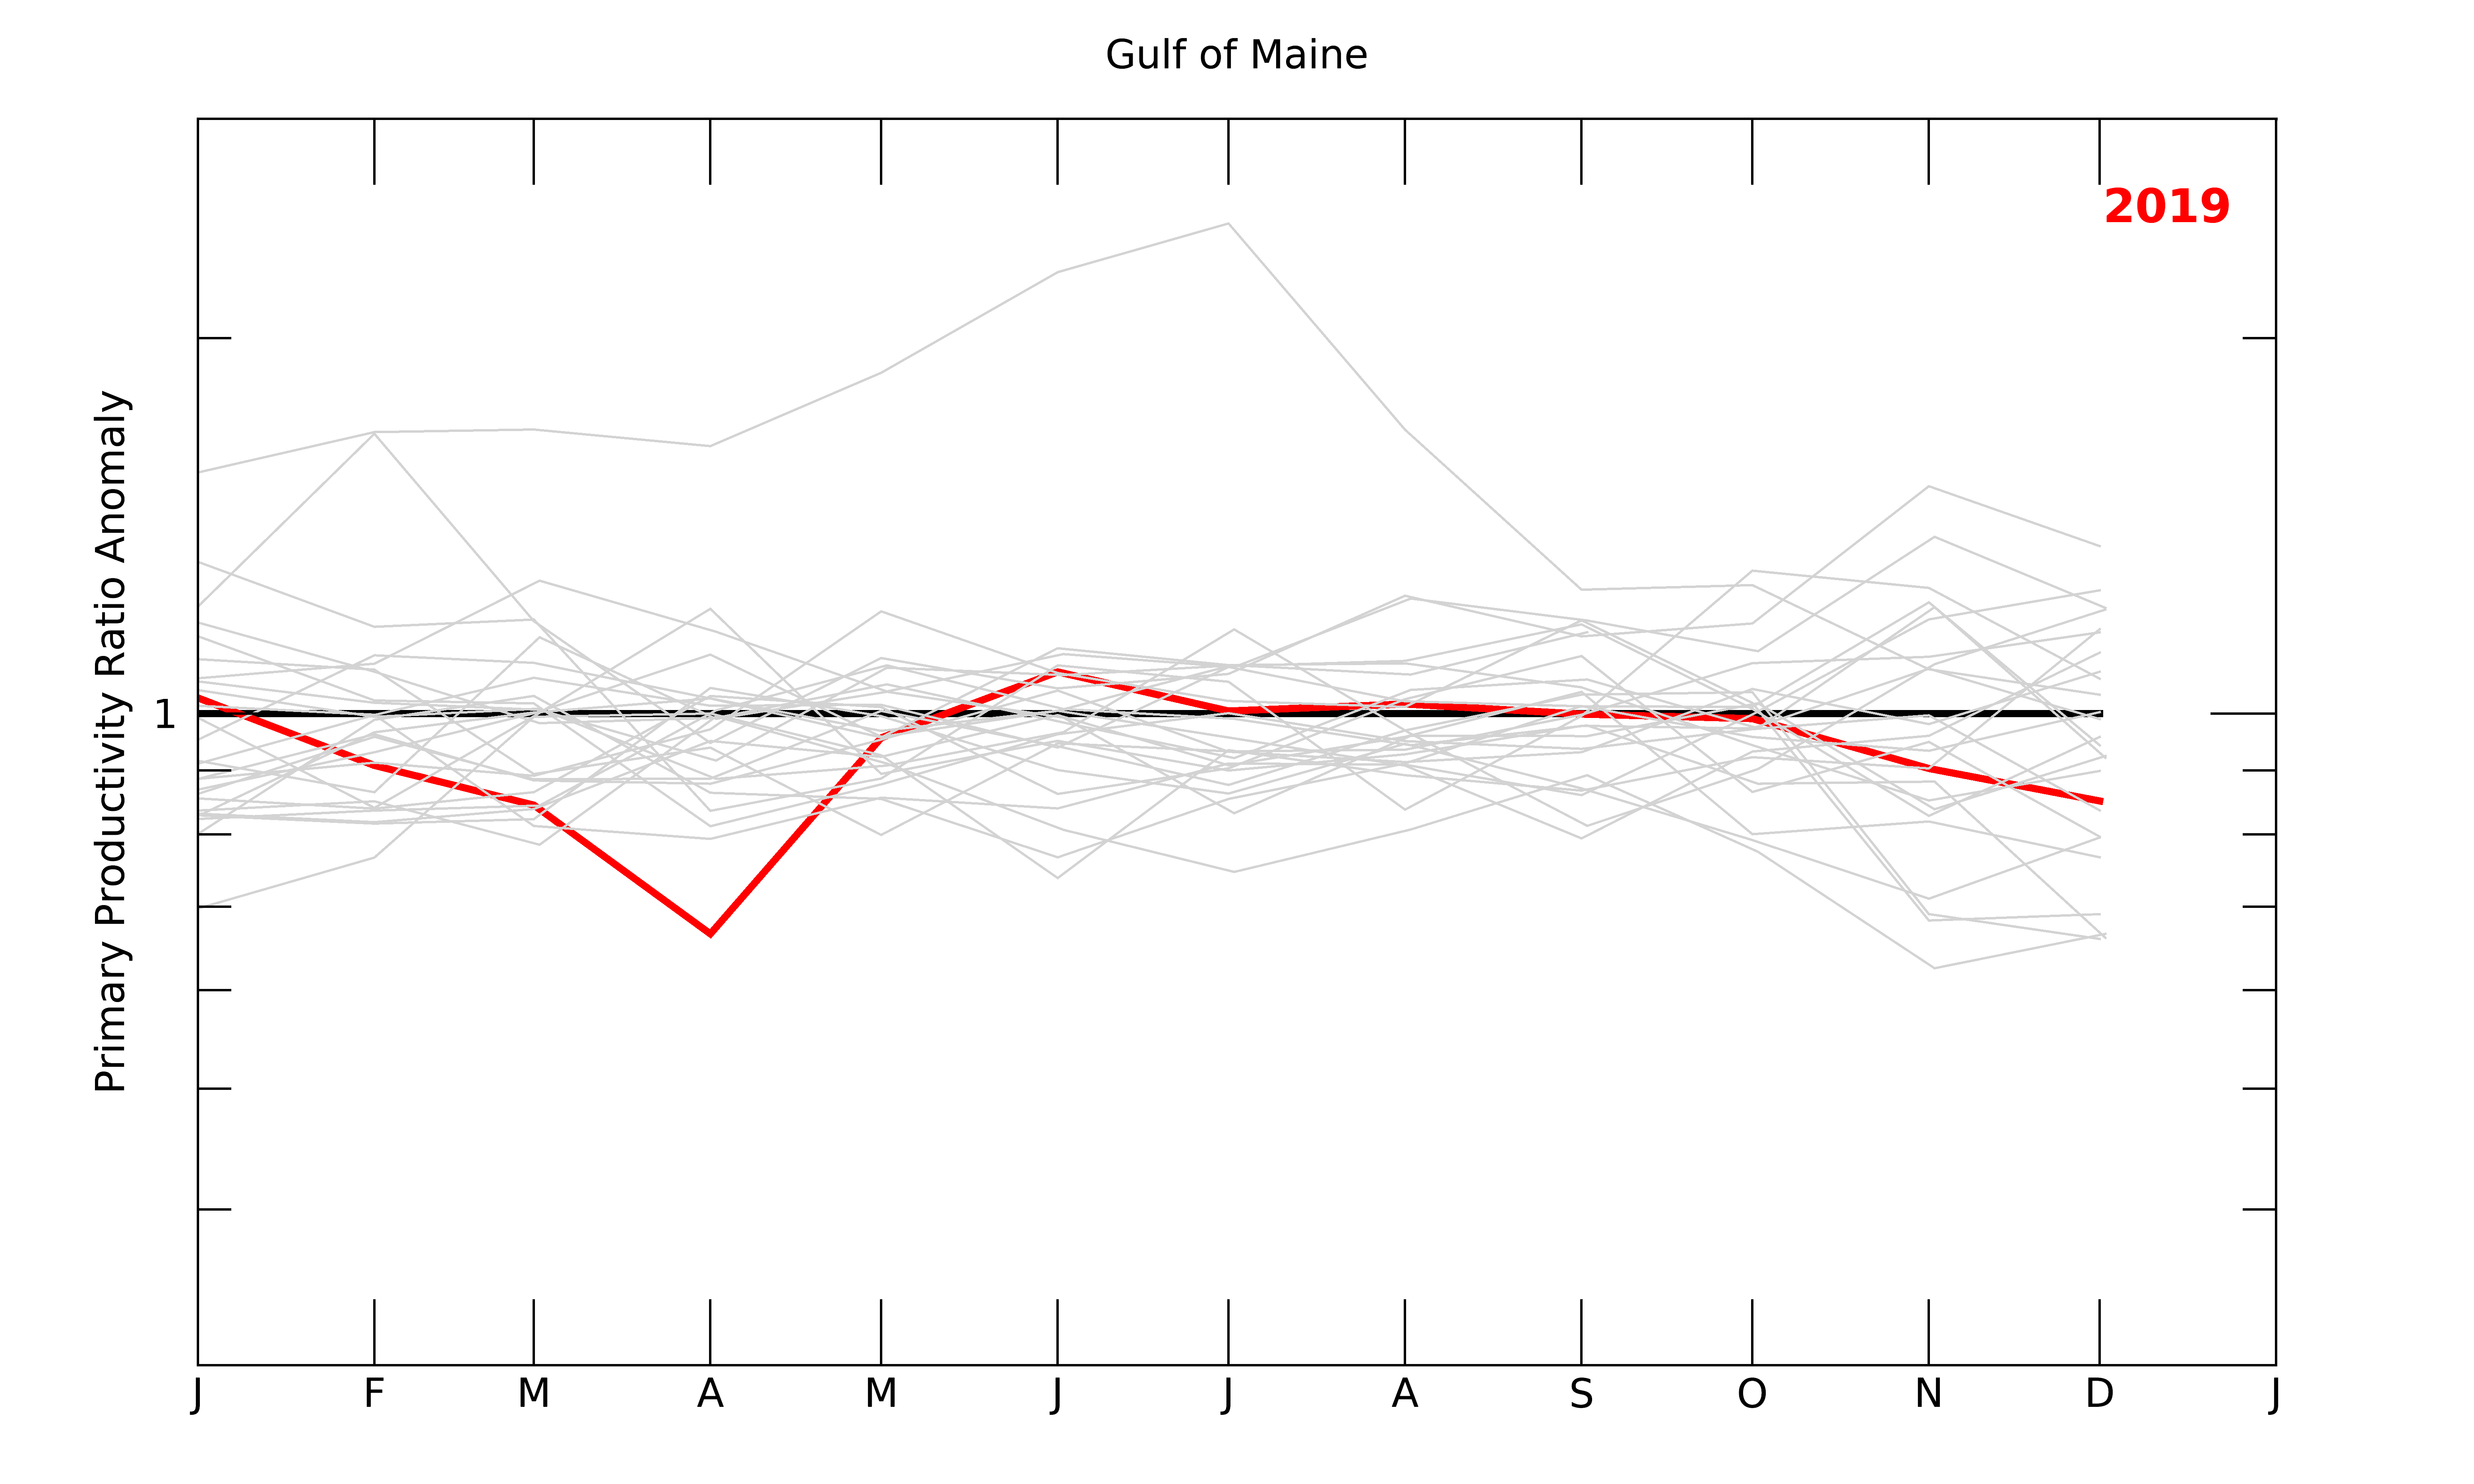 Gulf of Maine
2019
Primary Productivity Ratio Anomaly
1
J F M A M J J A S O N D J